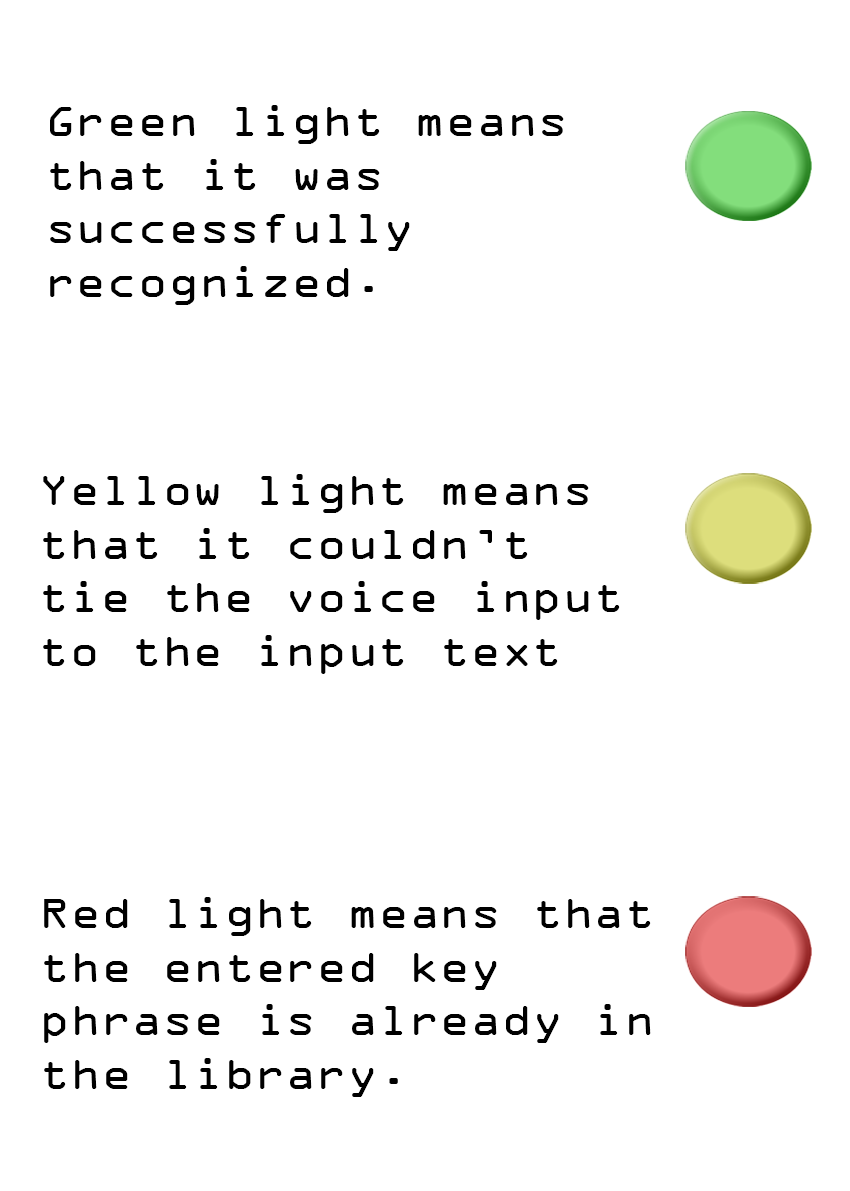 Green light means
that it was
successfully
recognized.
Yellow light means
that it couldn't
tie the voice input
to the input text
Red light means that
the entered key
phrase is already in
the library.